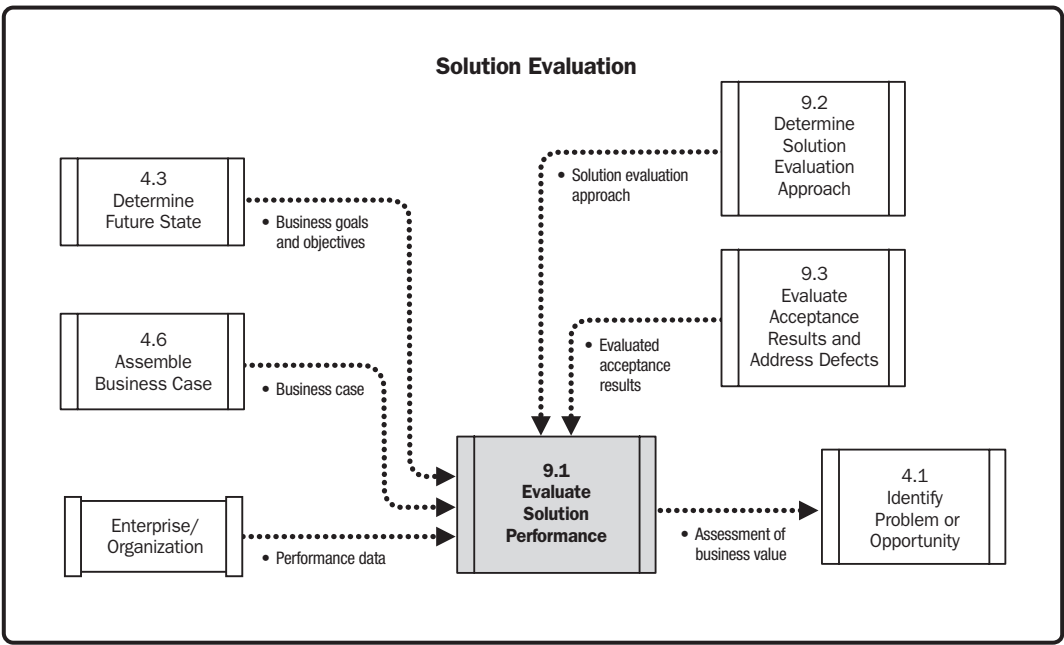 Solution Evaluation
9.2
Determine
Solution
Evaluation
Approach
• Solution evaluation
approach
4.3
Determine
Future State
• Business goals
and objectives
9.3
Evaluate
Acceptance
Results and
Address Defects
• Evaluated
acceptance
results
4.6
Assemble
Business Case
• Business case
9.1
Evaluate
Solution
Performance
4.1
Identify
Problem or
Opportunity
• Assessment of
business value
Enterprise/
Organization
• Performance data